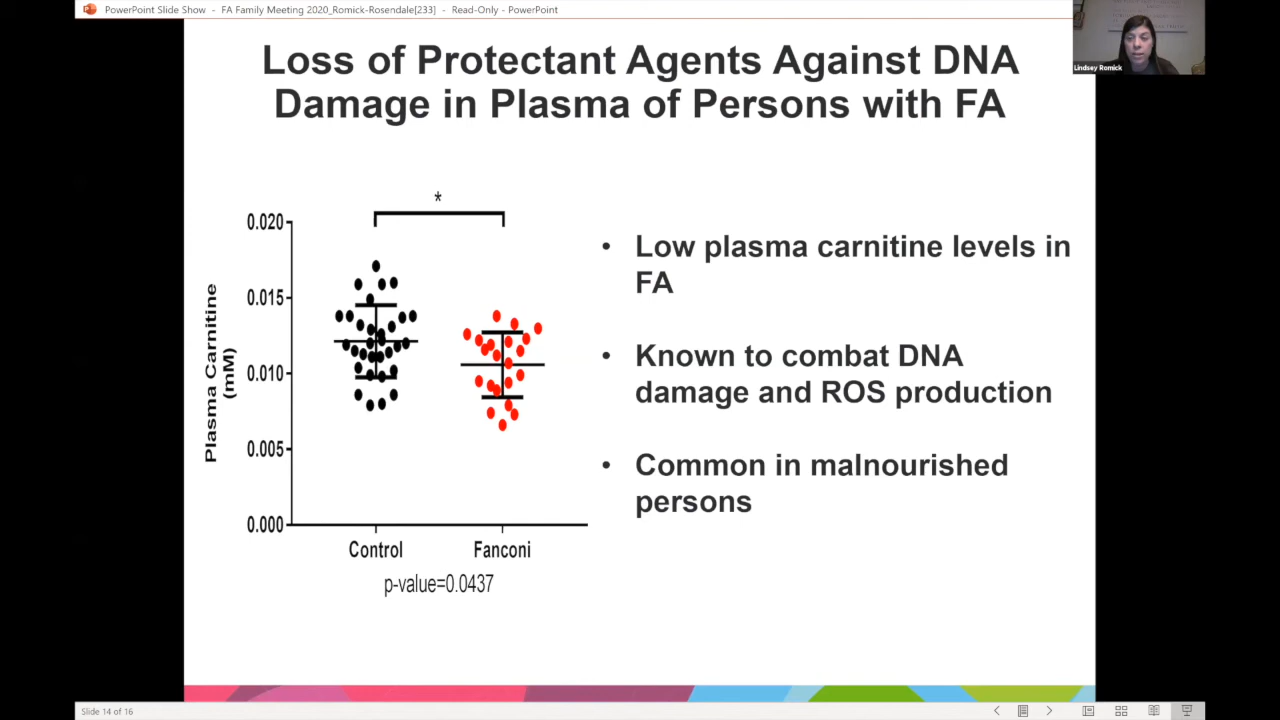 PowerPoint Slide Show - FA Family Meeting 2020_Romick-Rosendale[233] - Read-Only - PowerPoint
Lindsey Romick
Loss of Protectant Agents Against DNA
Damage in Plasma of Persons with FA
*
0.020
0.015
0.010
0.005
0.000
Plasma Carnitine
(mM)
Control
Fanconi
p-value=0.0437
• Low plasma carnitine levels in
FA
• Known to combat DNA
damage and ROS production
• Common in malnourished
persons
Slide 14 of 16